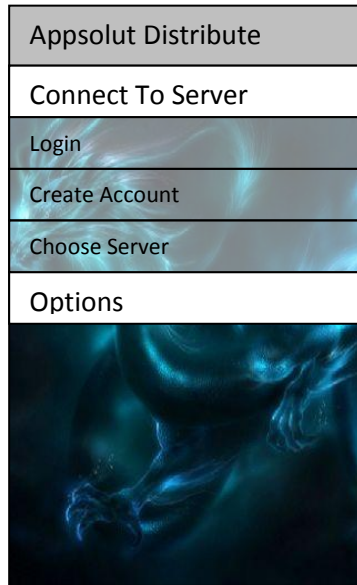 Appsolut Distribute
Connect To Server
Login
Create Account
Choose Server
Options